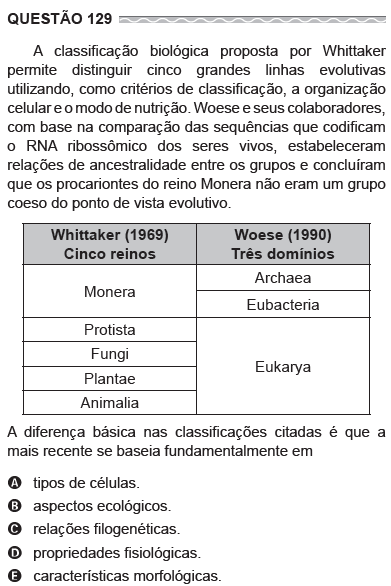 QUESTÃO 129
A classificação biológica proposta por Whittaker
permite distinguir cinco grandes linhas evolutivas
utilizando, como critérios de classificação, a organização
celular e o modo de nutrição. Woese e seus colaboradores,
com base na comparação das sequências que codificam
o RNA ribossômico dos seres vivos, estabeleceram
relações de ancestralidade entre os grupos e concluíram
que os procariontes do reino Monera não eram um grupo
coeso do ponto de vista evolutivo.
Whittaker (1969)
Cinco reinos
Woese (1990)
Três domínios
Monera
Archaea
Eubacteria
Protista
Fungi
Plantae
Animalia
Eukarya
A diferença básica nas classificações citadas é que a
mais recente se baseia fundamentalmente em
A tipos de células.
B aspectos ecológicos.
C relações filogenéticas.
D propriedades fisiológicas.
E características morfológicas.